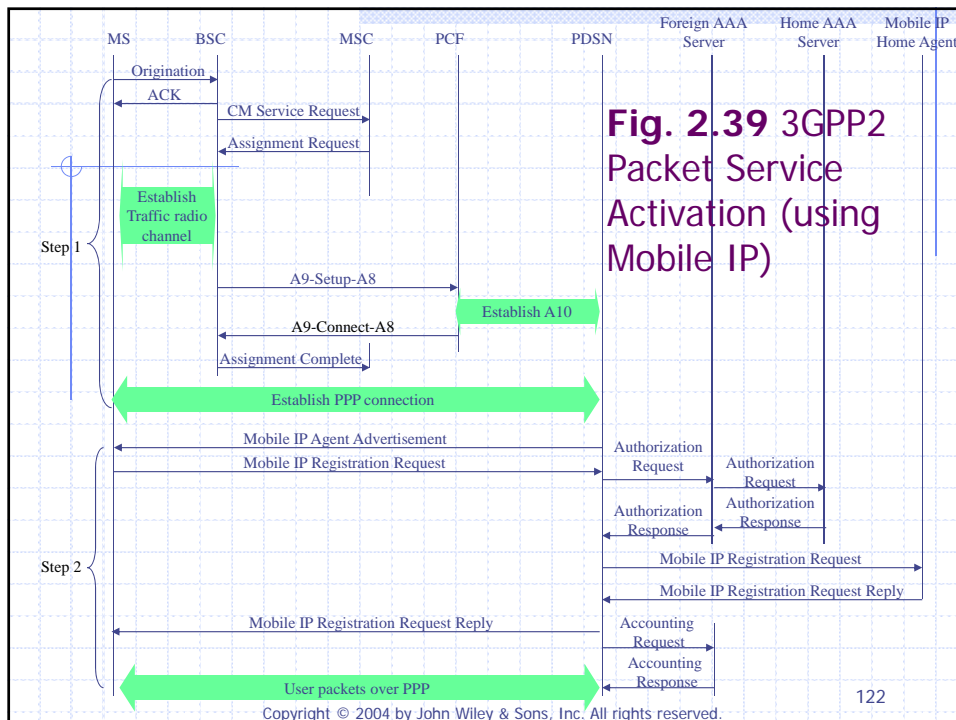 Foreign AAA Home AAA Mobile IP
MS BSC MSC PCF PDSN Server Server Home Agent
Origination
ACK
CM Service Request
Assignment Request
Fig. 2.39 3GPP2
Packet Service
Activation (using
Mobile IP)
Establish
Traffic radio
channel
Step 1
A9-Setup-A8
Establish A10
A9-Connect-A8
Assignment Complete
Establish PPP connection
Mobile IP Agent Advertisement
Mobile IP Registration Request
Authorization
Request
Authorization
Request
Authorization
Response
Authorization
Response
Step 2
Mobile IP Registration Request
Mobile IP Registration Request Reply
Mobile IP Registration Request Reply
Accounting
Request
Accounting
Response
User packets over PPP
122
Copyright © 2004 by John Wiley & Sons, Inc. All rights reserved.